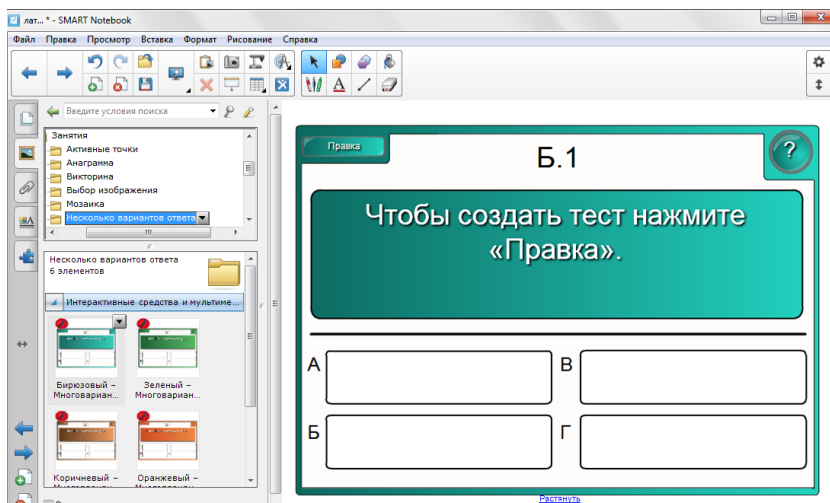 лат... * - SMART Notebook
Файл Правка Просмотр Вставка Формат Рисование Справка
Введите условия поиска
Занятия
Активные точки
Анаграмма
Викторина
Выбор изображения
Мозаика
Несколько вариантов ответа
Несколько вариантов ответа
6 элементов
Интерактивные средства и мультиме...
Бирюзовый –
Многовариан...
Зеленый –
Многовариан...
Коричневый –
Оранжевый –
Правка
Б.1
?
Чтобы создать тест нажмите
«Правка».
А
В
Б
Г
Растянуть